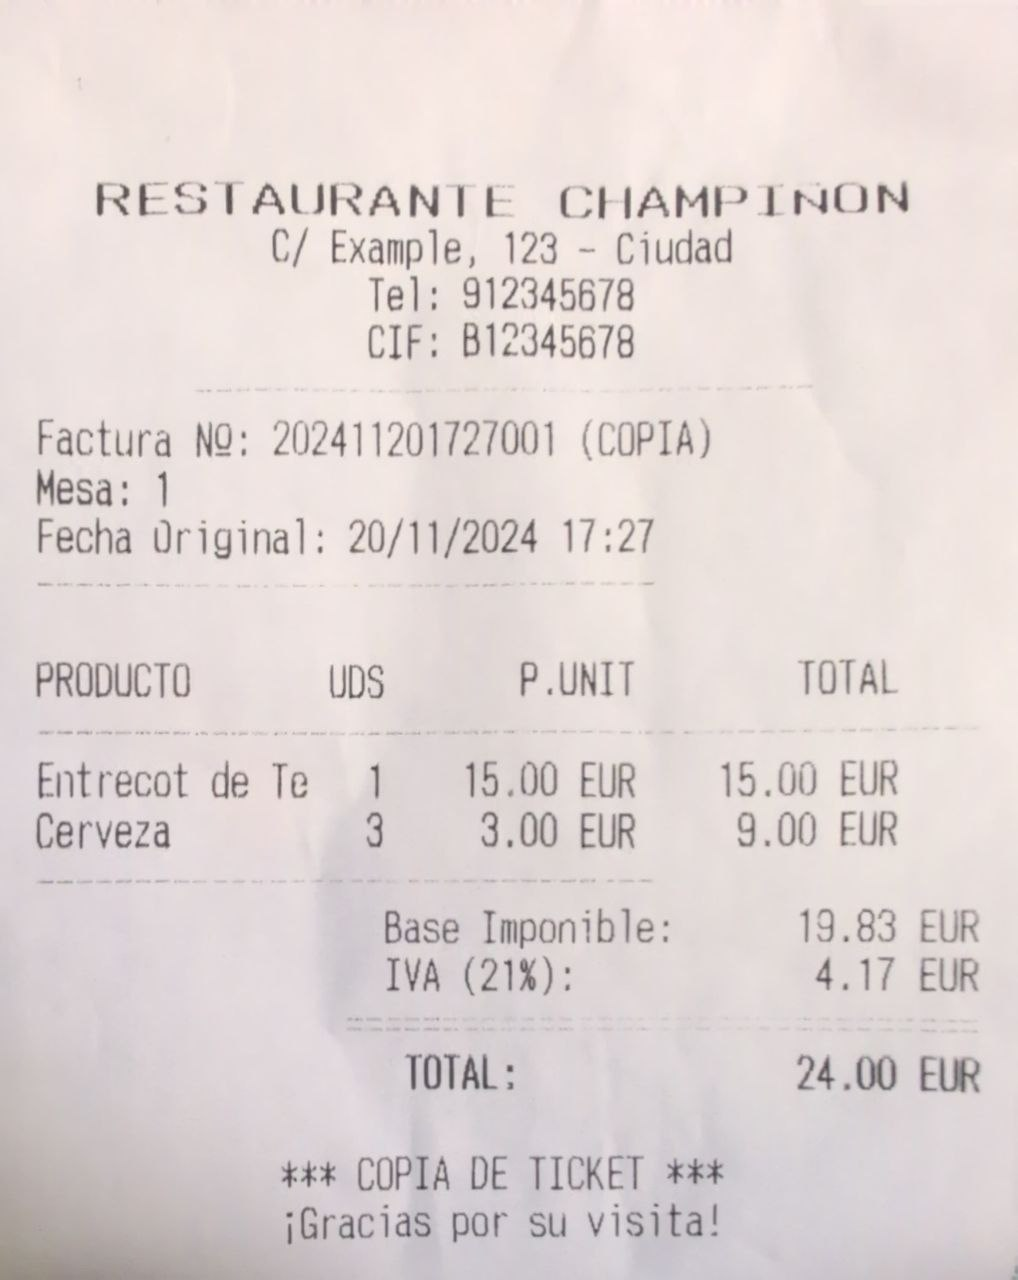 RESTAURANTE CHAMPIÑON
C/ Example, 123 - Ciudad
Tel: 912345678
CIF: B12345678
Factura Nº: 202411201727001 (COPIA)
Mesa: 1
Fecha Original: 20/11/2024 17:27
PRODUCTO UDS P.UNIT TOTAL
Entrecot de Te 1 15.00 EUR 15.00 EUR
Cerveza 3 3.00 EUR 9.00 EUR
Base Imponible: 19.83 EUR
IVA (21%): 4.17 EUR
TOTAL: 24.00 EUR
*** COPIA DE TICKET ***
¡Gracias por su visita!